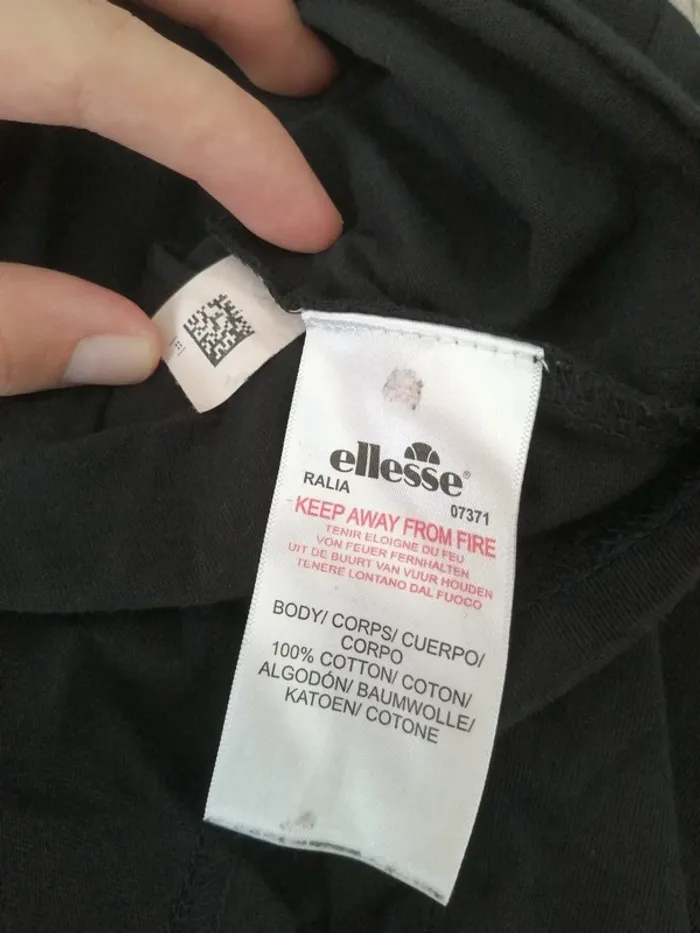 ellesse®
RALIA 07371
KEEP AWAY FROM FIRE
TENIR ELOIGNE DU FEU
VON FEUER FERNHALTEN
UIT DE BUURT VAN VUUR HOUDEN
TENERE LONTANO DAL FUOCO
BODY/ CORPS/ CUERPO/
CORPO
100% COTTON/ COTON/
ALGODÓN/ BAUMWOLLE/
KATOEN/ COTONE